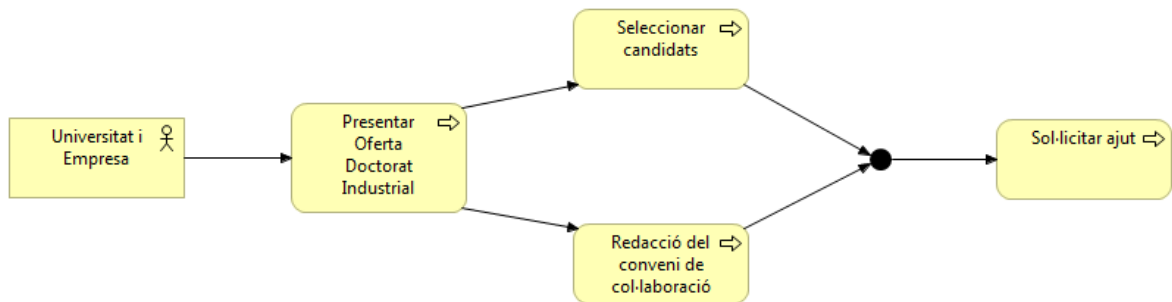 Universitat i
Empresa
Presentar
Oferta
Doctorat
Industrial
Seleccionar
candidats
Redacció del
conveni de
col·laboració
Sol·licitar ajut